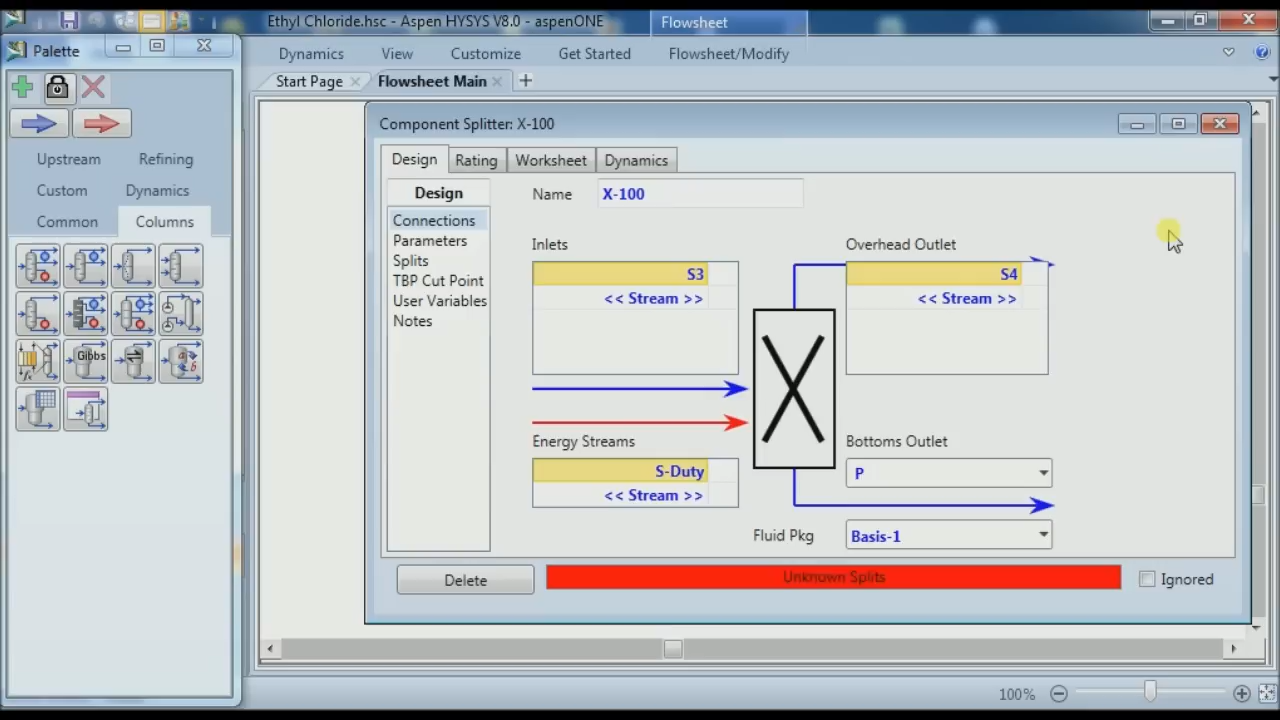 Ethyl Chloride.hsc - Aspen HYSYS V8.0 - aspenONE
Flowsheet
Palette
Dynamics View Customize Get Started Flowsheet/Modify
Start Page Flowsheet Main
Upstream Refining
Custom Dynamics
Common Columns
Gibbs
Component Splitter: X-100
Design Rating Worksheet Dynamics
Design
Connections
Parameters
Splits
TBP Cut Point
User Variables
Notes
Name X-100
Inlets
S3
<< Stream >>
Overhead Outlet
S4
<< Stream >>
Energy Streams
S-Duty
<< Stream >>
Bottoms Outlet
P
Fluid Pkg Basis-1
Delete
Unknown Splits
Ignored
100%